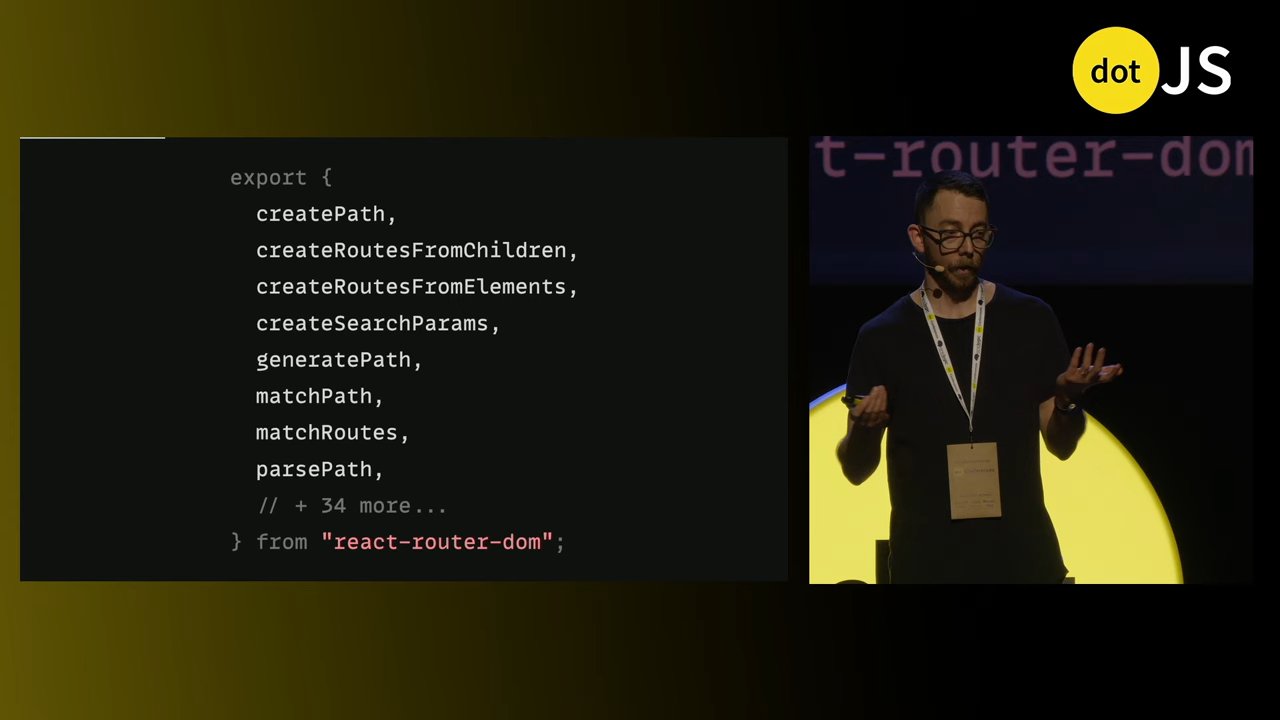 dot JS
export {
createPath,
createRoutesFromChildren,
createRoutesFromElements,
createSearchParams,
generatePath,
matchPath,
matchRoutes,
parsePath,
// + 34 more...
} from "react-router-dom";
t-router-dom